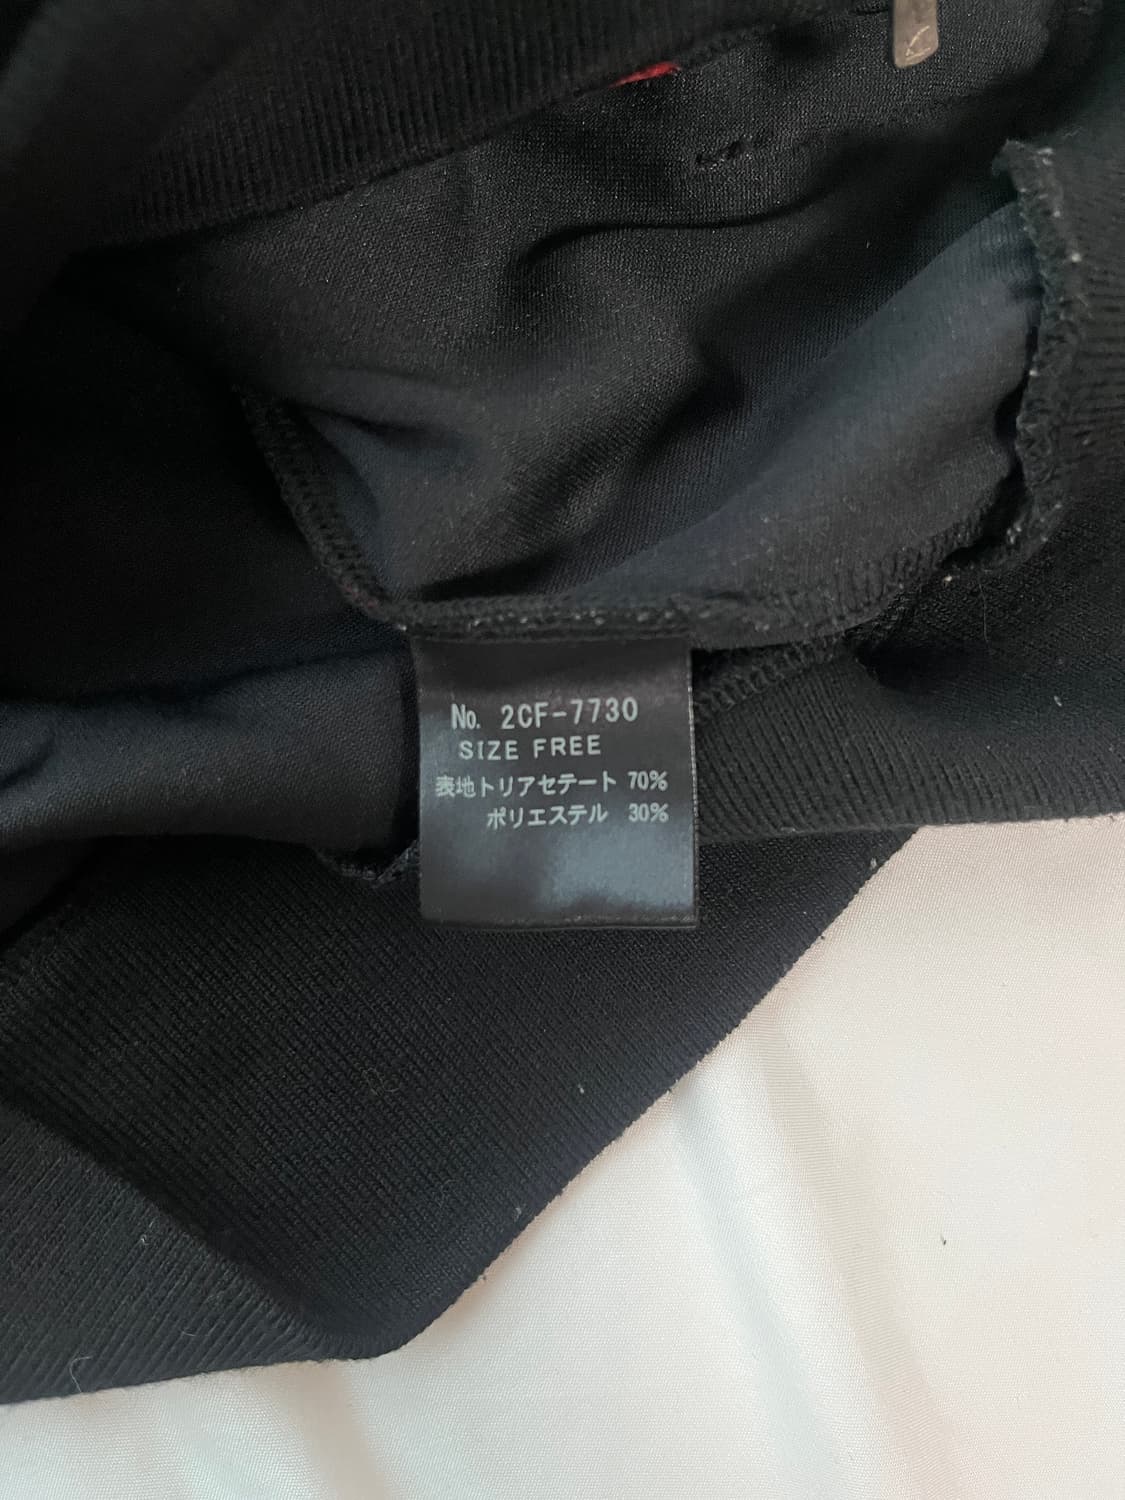 No. 2CF-7730
SIZE FREE
表地トリアセテート 70%
ポリエステル 30%